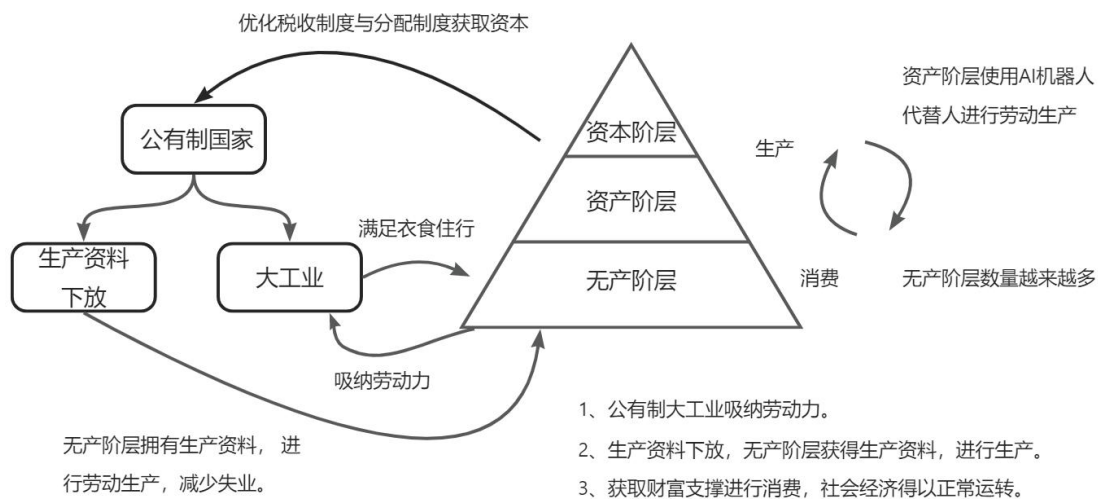 优化税收制度与分配制度获取资本
公有制国家
生产资料
下放
大工业
满足衣食住行
吸纳劳动力
无产阶层拥有生产资料， 进
行劳动生产，减少失业。
资本阶层
资产阶层
无产阶层
生产
消费
资产阶层使用AI机器人
代替人进行劳动生产
无产阶层数量越来越多
1、公有制大工业吸纳劳动力。
2、生产资料下放，无产阶层获得生产资料，进行生产。
3、获取财富支撑进行消费，社会经济得以正常运转。